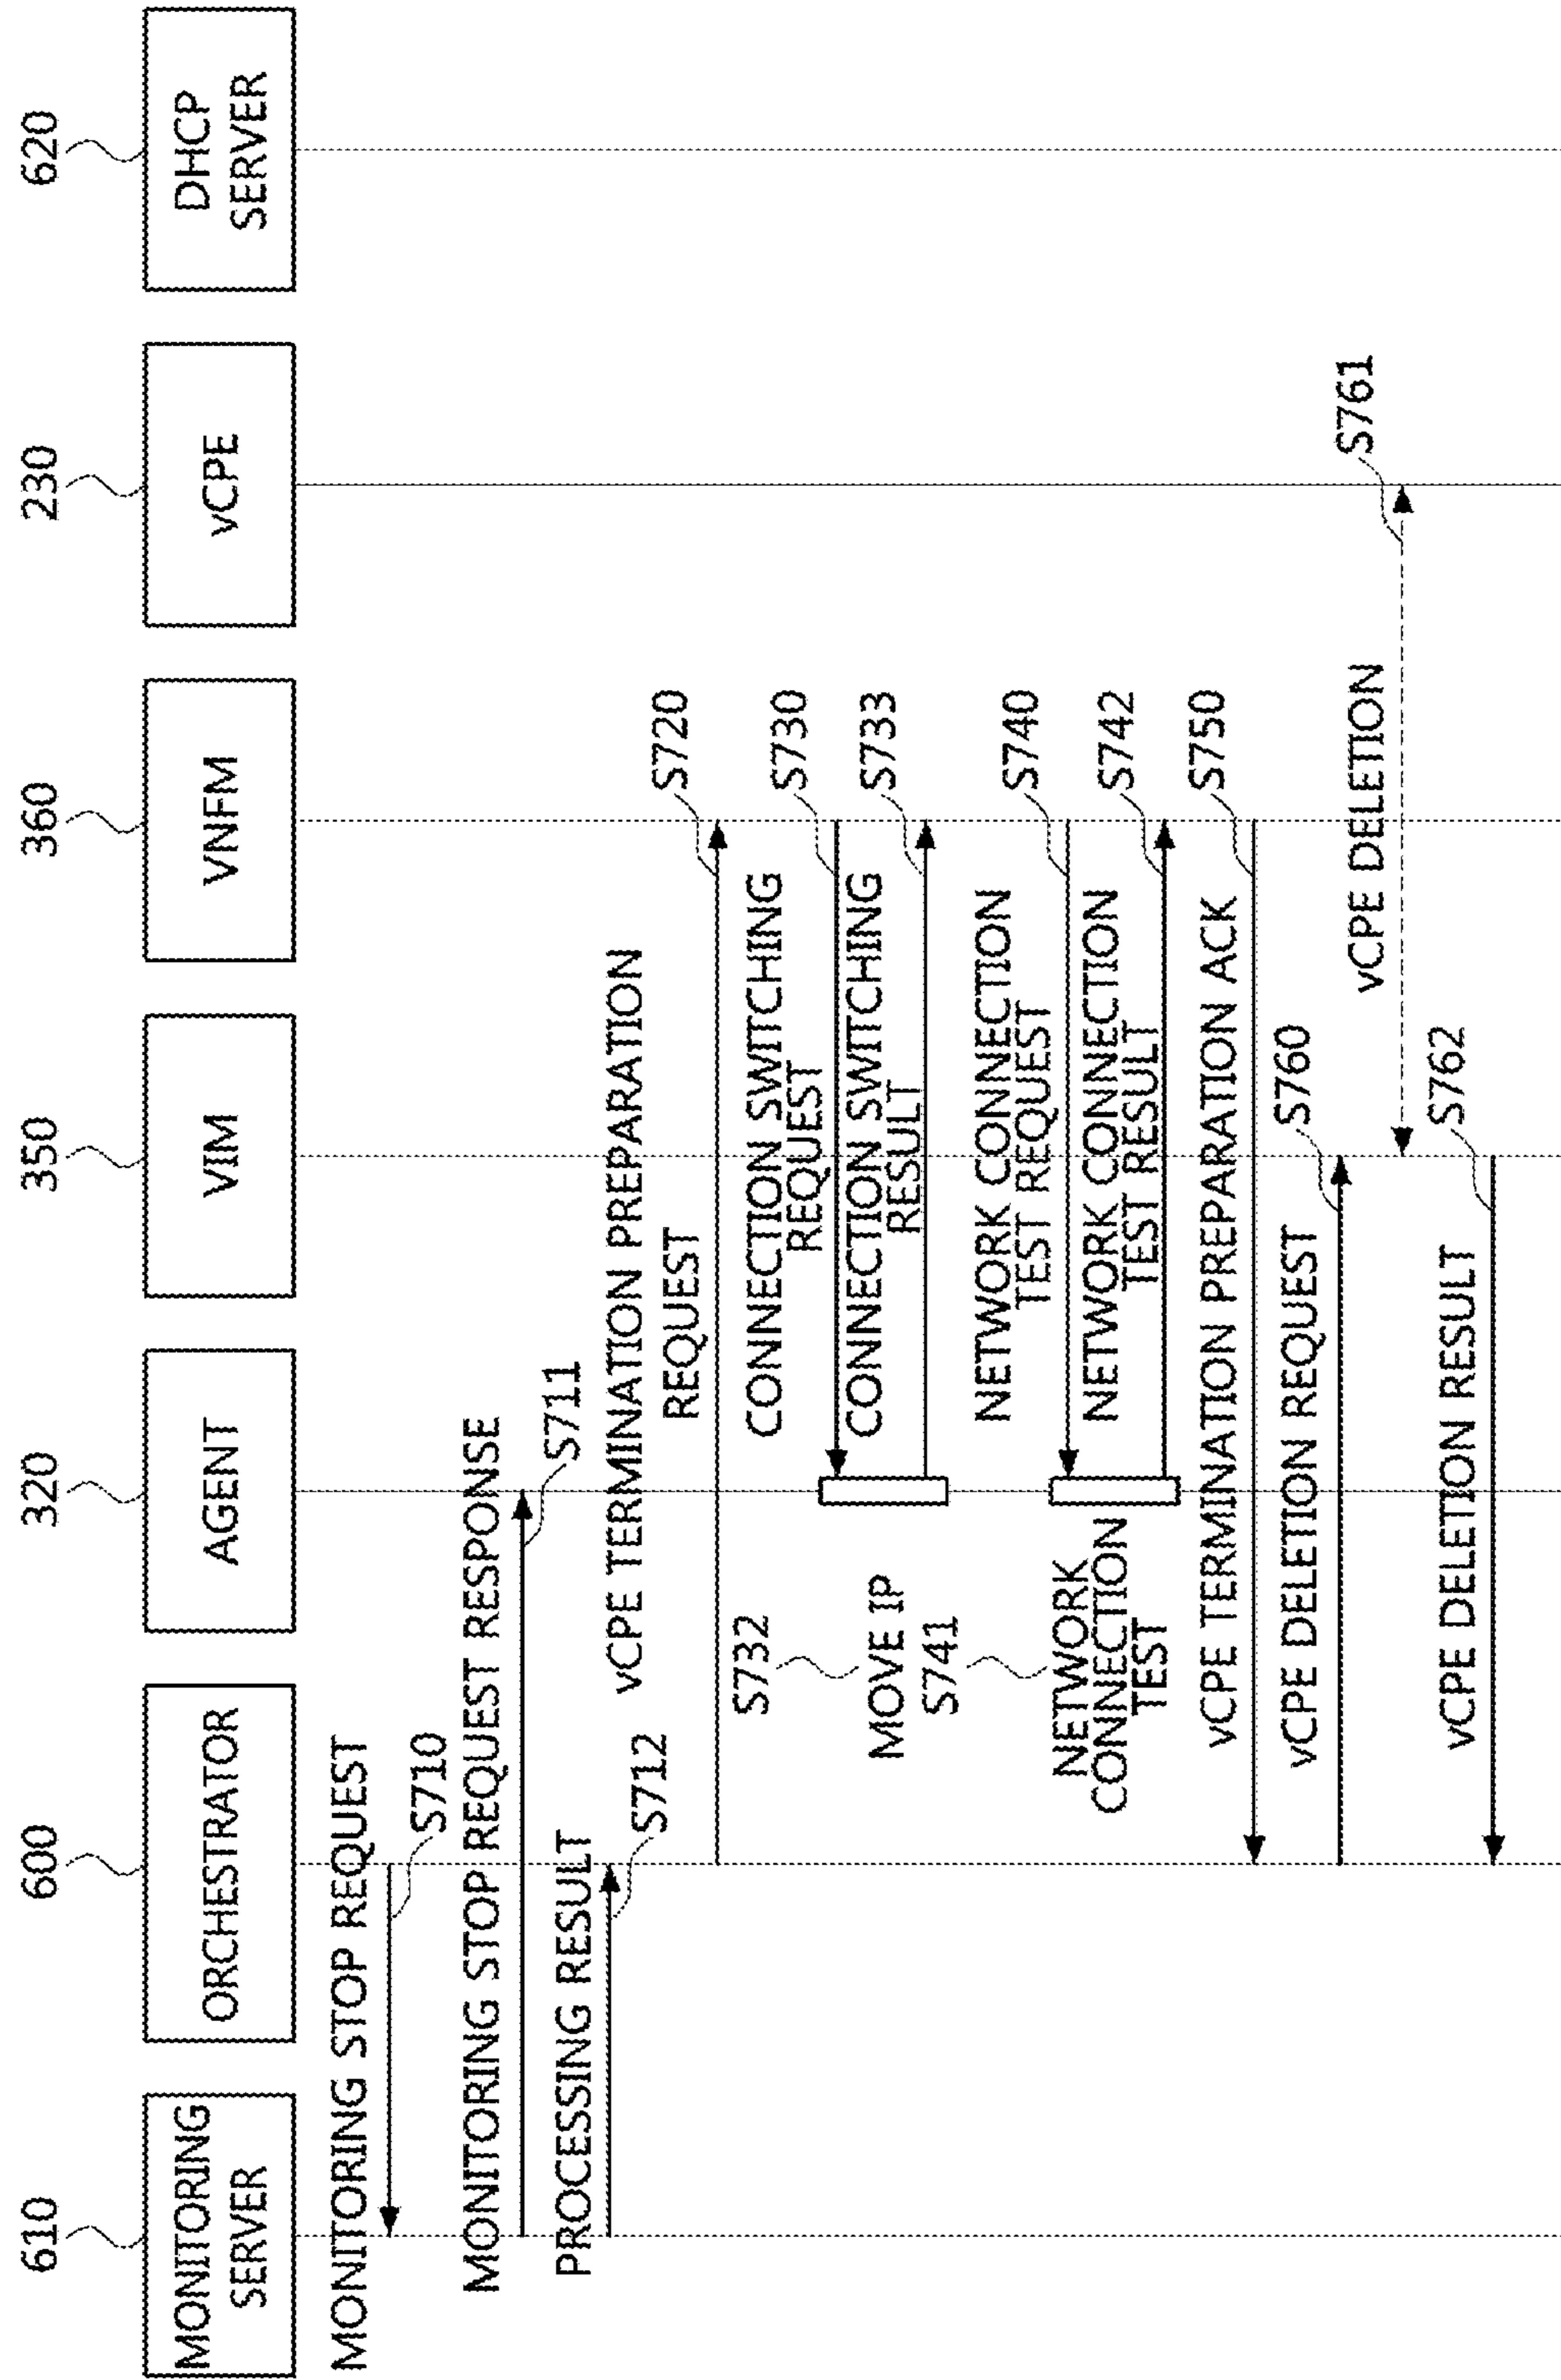 610
600
320
350
360
230
620
MONITORING
SERVER
ORCHESTRATOR
AGENT
VIM
VNFM
vCPE
DHCP
SERVER
MONITORING STOP REQUEST
S710
MONITORING STOP REQUEST RESPONSE
S711
PROCESSING RESULT
S712
vCPE TERMINATION PREPARATION
REQUEST
S720
CONNECTION SWITCHING
REQUEST
S730
S732
MOVE IP
CONNECTION SWITCHING
RESULT
S733
NETWORK CONNECTION
TEST REQUEST
S740
S741
NETWORK
CONNECTION
TEST
NETWORK CONNECTION
TEST RESULT
S742
vCPE TERMINATION PREPARATION ACK
S750
vCPE DELETION REQUEST
S760
vCPE DELETION
S761
vCPE DELETION RESULT
S762